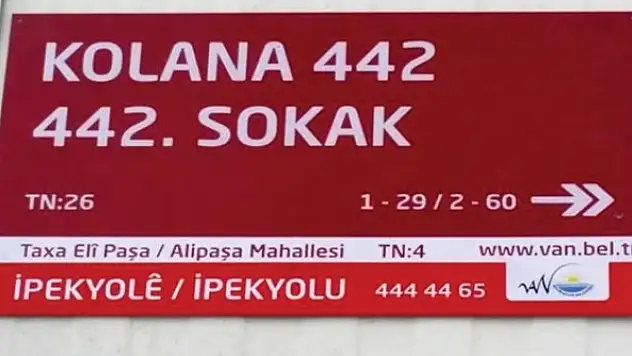 KOLANA 442
442. SOKAK
TN:26 1 - 29 / 2 - 60
Taxa Elî Paşa / Alipaşa Mahallesi TN:4 www.van.bel.t
İPEKYOLÊ / İPEKYOLU 444 44 65 VAN